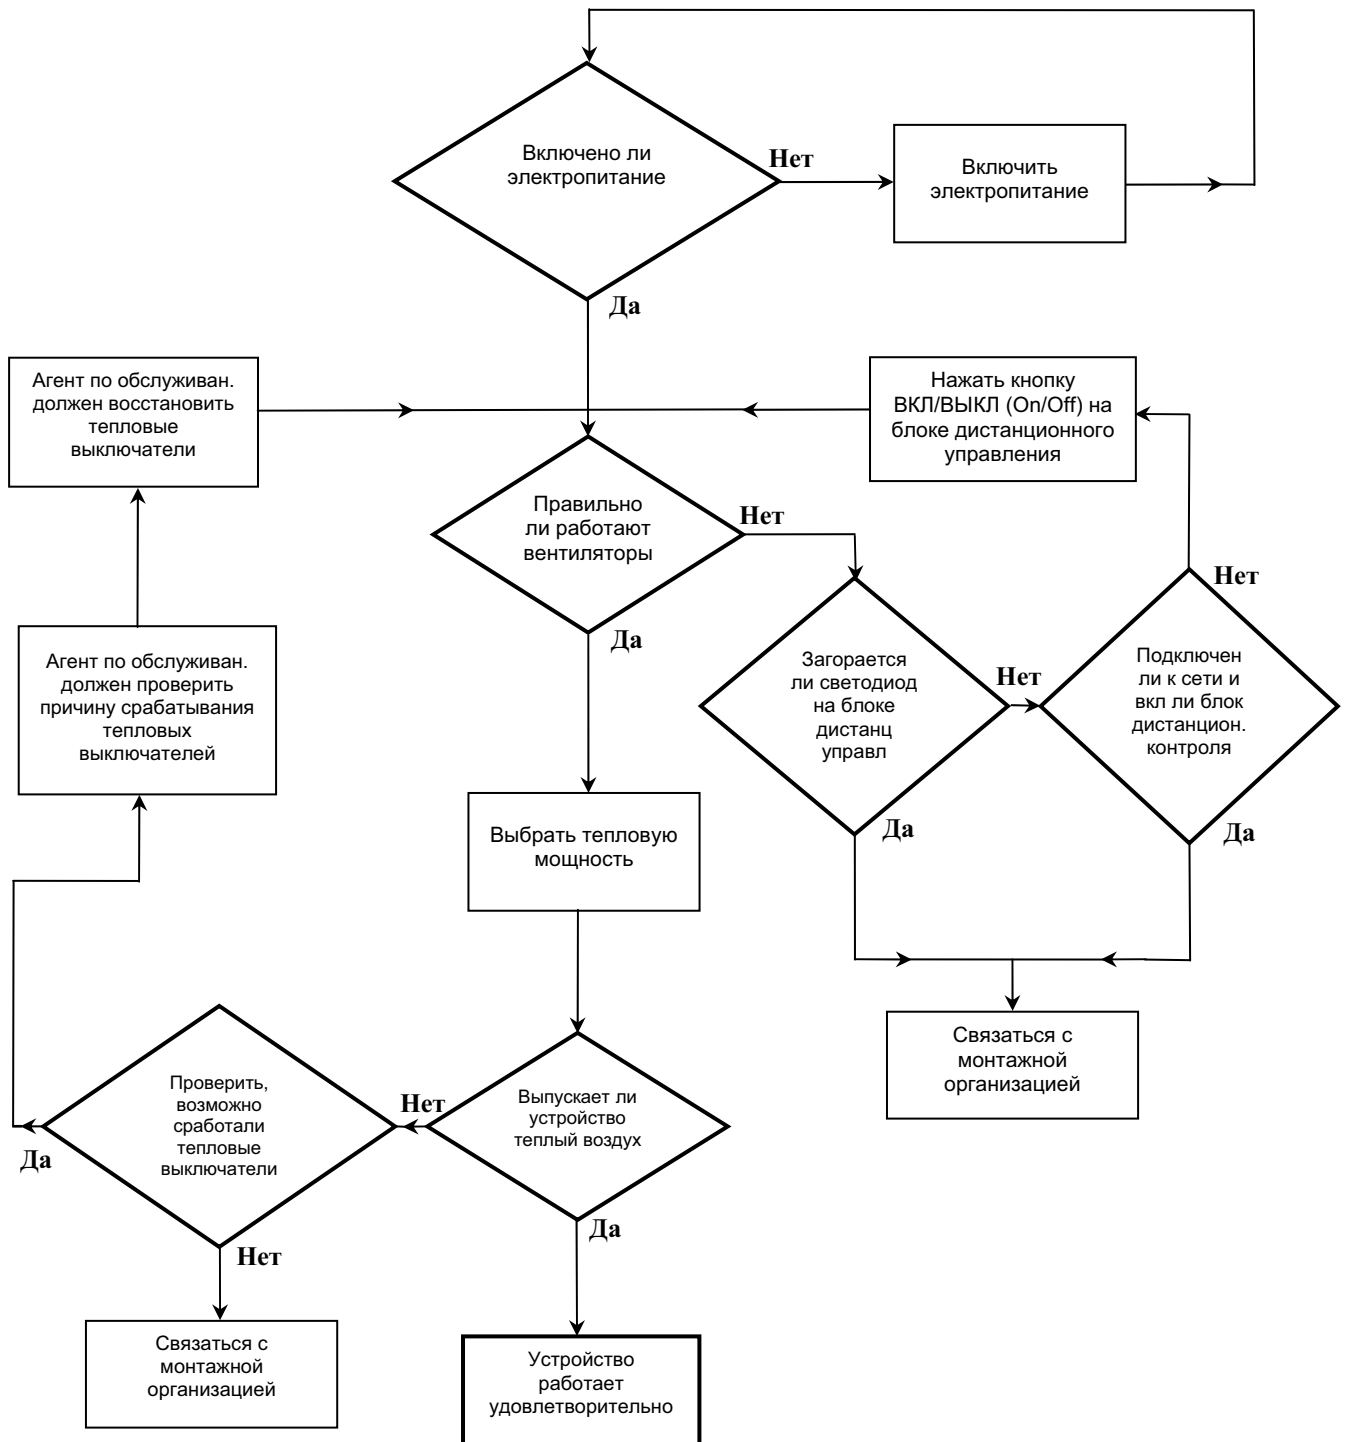 Включено ли
электропитание
Нет
Включить
электропитание
Да
Агент по обслуживан.
должен восстановить
тепловые
выключатели
Нажать кнопку
ВКЛ/ВЫКЛ (On/Off) на
блоке дистанционного
управления
Правильно
ли работают
вентиляторы
Нет
Да
Нет
Агент по обслуживан.
должен проверить
причину срабатывания
тепловых
выключателей
Загорается
ли светодиод
на блоке
дистанц
управл
Нет
Подключен
ли к сети и
вкл ли блок
дистанцион.
контроля
Выбрать тепловую
мощность
Да
Да
Связаться с
монтажной
организацией
Проверить,
возможно
сработали
тепловые
выключатели
Нет
Выпускает ли
устройство
теплый воздух
Да
Нет
Да
Связаться с
монтажной
организацией
Устройство
работает
удовлетворительно